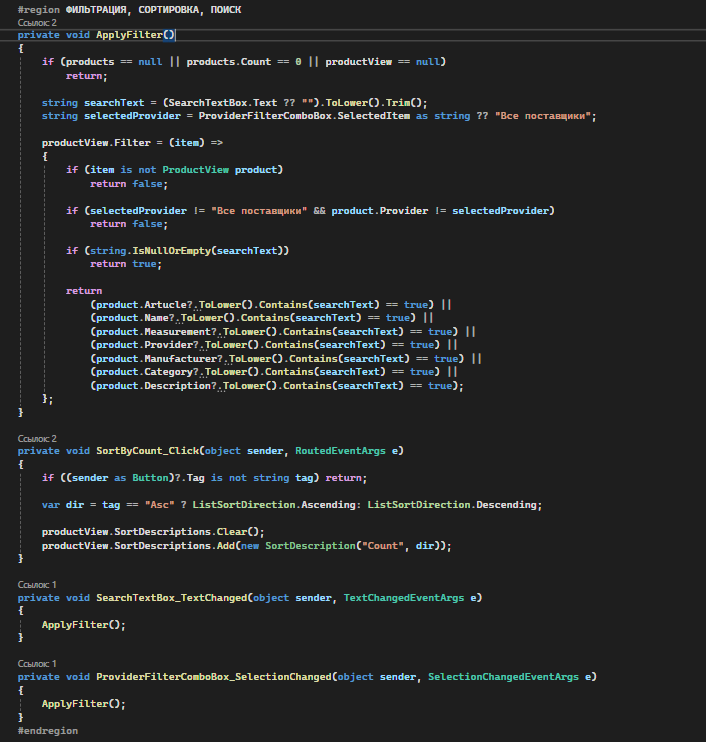 #region ФИЛЬТРАЦИЯ, СОРТИРОВКА, ПОИСК
Ссылок: 2
private void ApplyFilter()
{
    if (products == null || products.Count == 0 || productView == null)
        return;

    string searchText = (SearchTextBox.Text ?? "").ToLower().Trim();
    string selectedProvider = ProviderFilterComboBox.SelectedItem as string ?? "Все поставщики";

    productView.Filter = (item) =>
    {
        if (item is not ProductView product)
            return false;

        if (selectedProvider != "Все поставщики" && product.Provider != selectedProvider)
            return false;

        if (string.IsNullOrEmpty(searchText))
            return true;

        return
            (product.Artucle?.ToLower().Contains(searchText) == true) ||
            (product.Name?.ToLower().Contains(searchText) == true) ||
            (product.Measurement?.ToLower().Contains(searchText) == true) ||
            (product.Provider?.ToLower().Contains(searchText) == true) ||
            (product.Manufacturer?.ToLower().Contains(searchText) == true) ||
            (product.Category?.ToLower().Contains(searchText) == true) ||
            (product.Description?.ToLower().Contains(searchText) == true);
    };
}

Ссылок: 2
private void SortByCount_Click(object sender, RoutedEventArgs e)
{
    if ((sender as Button)?.Tag is not string tag) return;

    var dir = tag == "Asc" ? ListSortDirection.Ascending: ListSortDirection.Descending;

    productView.SortDescriptions.Clear();
    productView.SortDescriptions.Add(new SortDescription("Count", dir));
}

Ссылок: 1
private void SearchTextBox_TextChanged(object sender, TextChangedEventArgs e)
{
    ApplyFilter();
}

Ссылок: 1
private void ProviderFilterComboBox_SelectionChanged(object sender, SelectionChangedEventArgs e)
{
    ApplyFilter();
}
#endregion